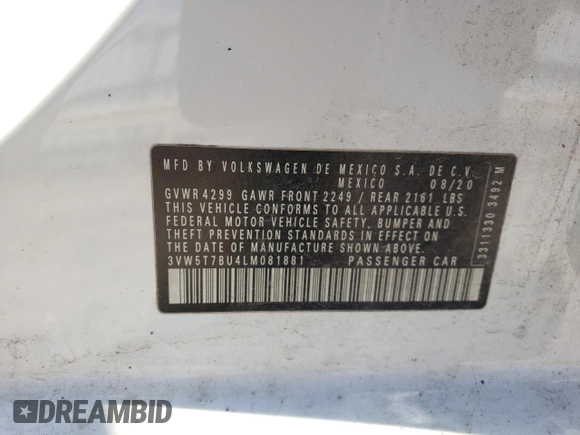 MFD BY VOLKSWAGEN DE MEXICO S.A. DE C.V.
MEXICO 08/20
GVWR 4299 GAWR FRONT 2249 / REAR 2161 LBS
THIS VEHICLE CONFORMS TO ALL APPLICABLE U.S.
FEDERAL MOTOR VEHICLE SAFETY, BUMPER AND
THEFT PREVENTION STANDARDS IN EFFECT ON THE
DATE OF MANUFACTURE SHOWN ABOVE.
3VW5T7BU4LM081881 PASSENGER CAR
3311330 3492 M
DREAMBID